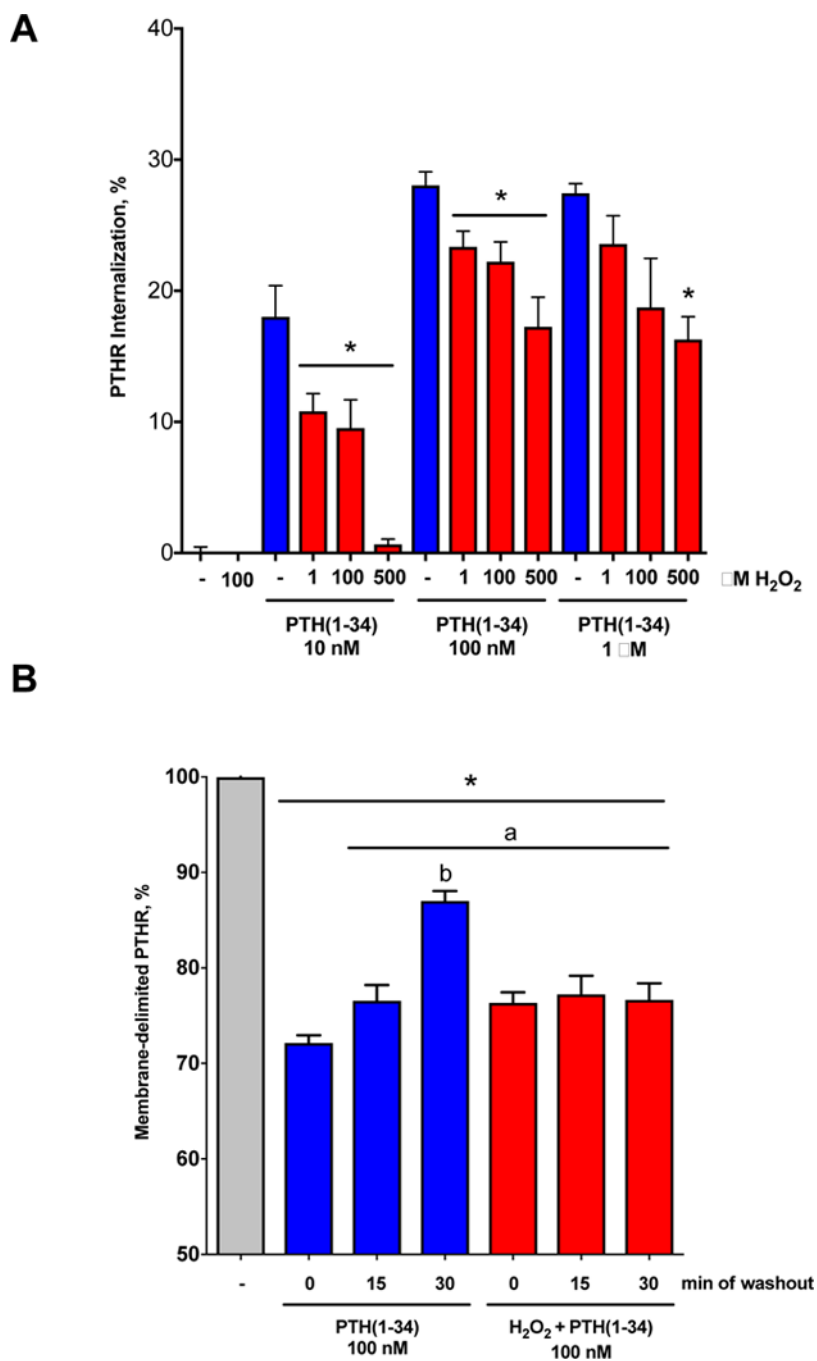 A
40
30
20
10
0
PTHR Internalization, %
*
*
*
- 100 - 1 100 500 - 1 100 500 - 1 100 500 □M H₂O₂
PTH(1-34) PTH(1-34) PTH(1-34)
10 nM 100 nM 1 □M
B
100
90
80
70
60
50
Membrane-delimited PTHR, %
*
a
b
- 0 15 30 0 15 30 min of washout
PTH(1-34) H₂O₂ + PTH(1-34)
100 nM 100 nM